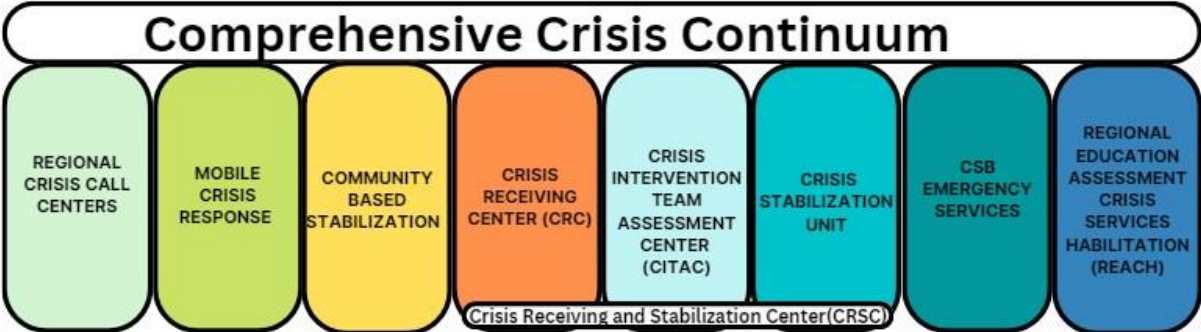 Comprehensive Crisis Continuum
REGIONAL
CRISIS CALL
CENTERS
MOBILE
CRISIS
RESPONSE
COMMUNITY
BASED
STABILIZATION
CRISIS
RECEIVING
CENTER (CRC)
CRISIS
INTERVENTION
TEAM
ASSESSMENT
CENTER
(CITAC)
CRISIS
STABILIZATION
UNIT
CSB
EMERGENCY
SERVICES
REGIONAL
EDUCATION
ASSESSMENT
CRISIS
SERVICES
HABILITATION
(REACH)
Crisis Receiving and Stabilization Center(CRSC)